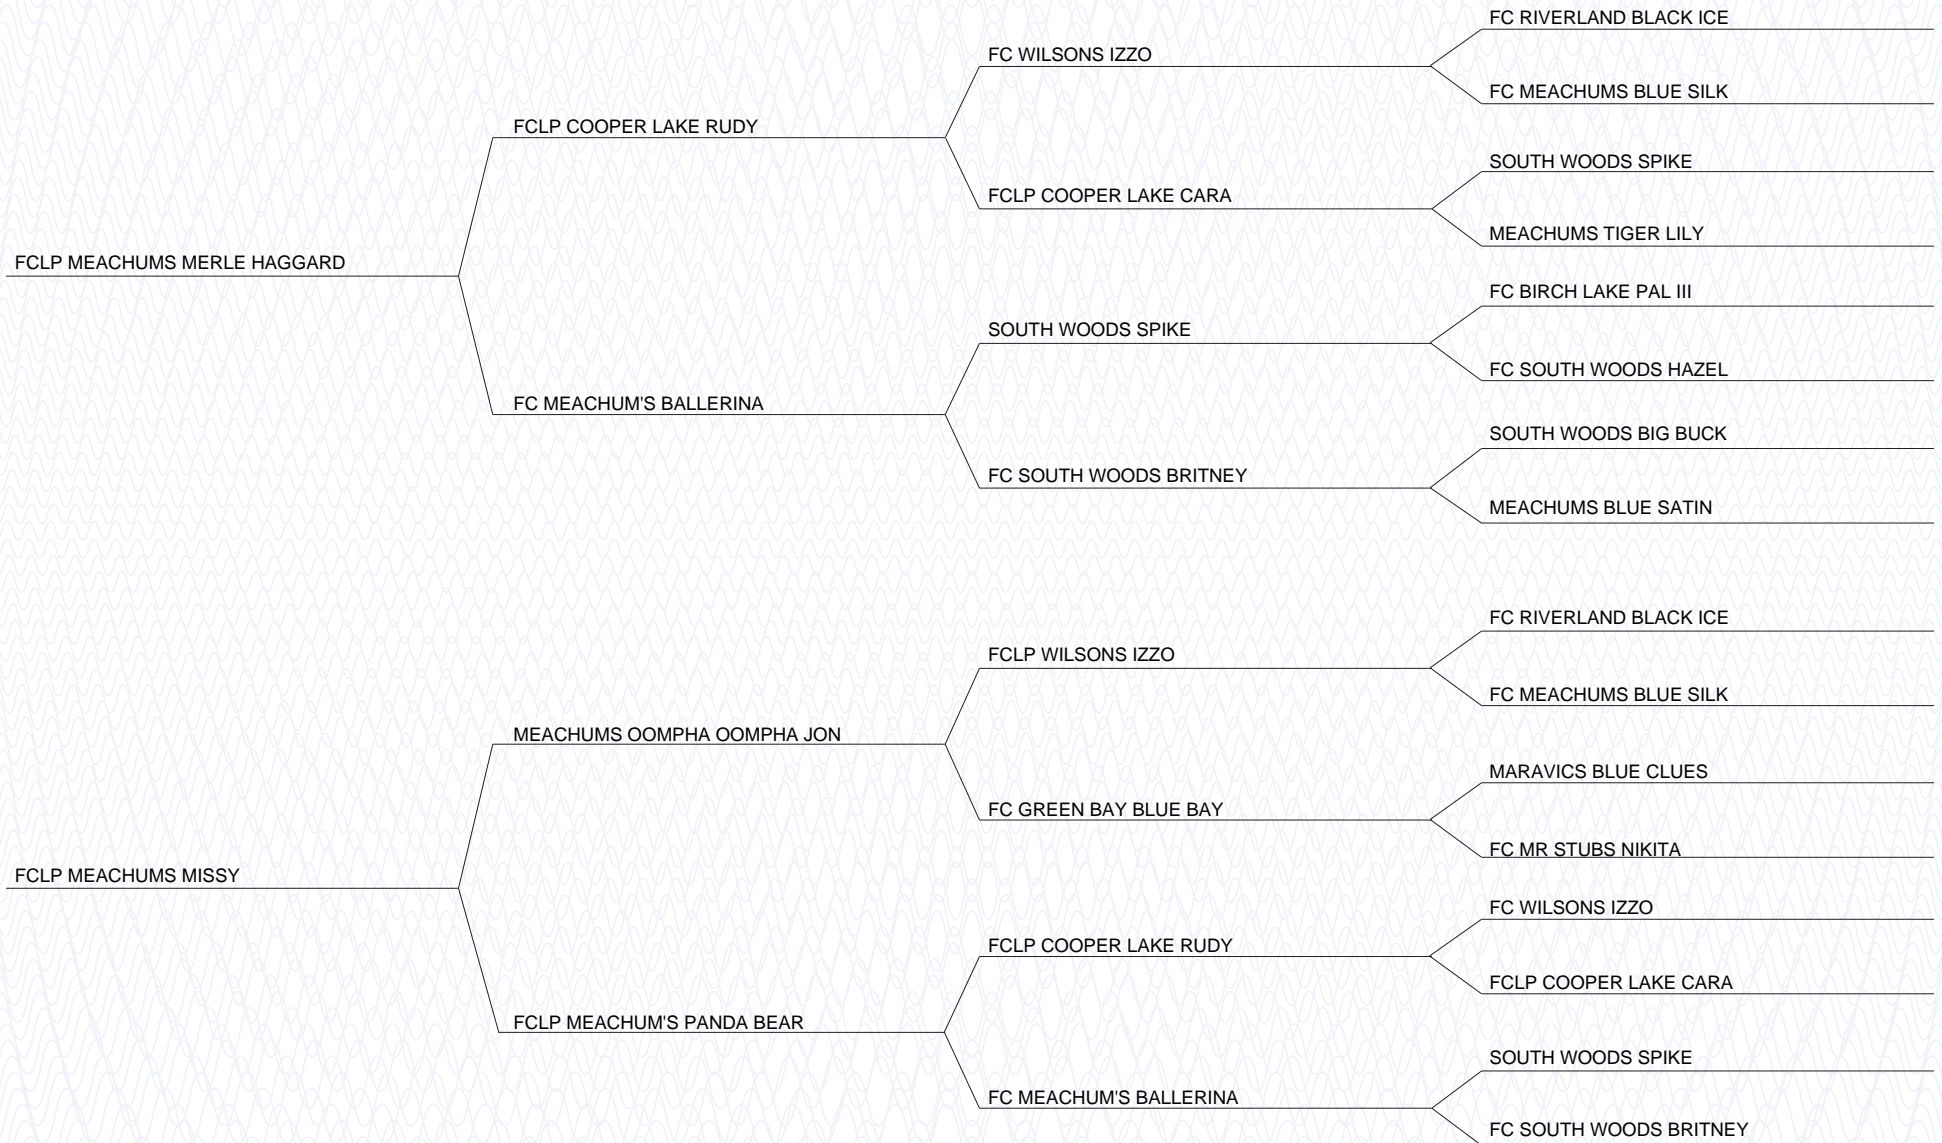 FC RIVERLAND BLACK ICE
FC WILSONS IZZO
FC MEACHUMS BLUE SILK
FCLP COOPER LAKE RUDY
SOUTH WOODS SPIKE
FCLP COOPER LAKE CARA
MEACHUMS TIGER LILY
FCLP MEACHUMS MERLE HAGGARD
FC BIRCH LAKE PAL III
SOUTH WOODS SPIKE
FC SOUTH WOODS HAZEL
FC MEACHUM'S BALLERINA
SOUTH WOODS BIG BUCK
FC SOUTH WOODS BRITNEY
MEACHUMS BLUE SATIN
FC RIVERLAND BLACK ICE
FCLP WILSONS IZZO
FC MEACHUMS BLUE SILK
MEACHUMS OOMPHA OOMPHA JON
MARAVICS BLUE CLUES
FC GREEN BAY BLUE BAY
FC MR STUBS NIKITA
FCLP MEACHUMS MISSY
FC WILSONS IZZO
FCLP COOPER LAKE RUDY
FCLP COOPER LAKE CARA
FCLP MEACHUM'S PANDA BEAR
SOUTH WOODS SPIKE
FC MEACHUM'S BALLERINA
FC SOUTH WOODS BRITNEY